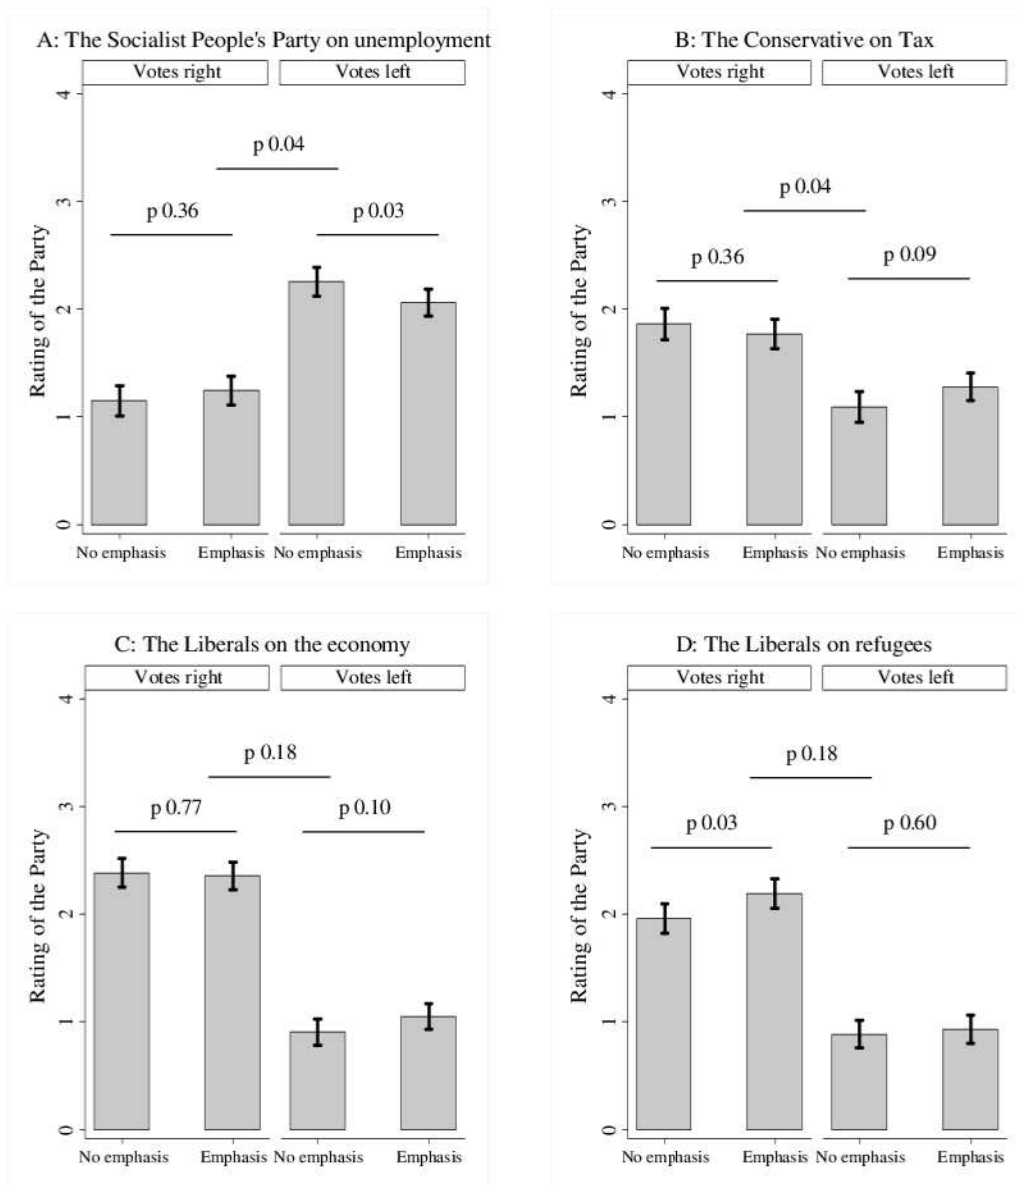 A: The Socialist People's Party on unemployment
Votes right
Votes left
4
3
2
1
0
Rating of the Party
p 0.04
p 0.36
p 0.03
No emphasis
Emphasis
No emphasis
Emphasis
B: The Conservative on Tax
Votes right
Votes left
4
3
2
1
0
Rating of the Party
p 0.04
p 0.36
p 0.09
No emphasis
Emphasis
No emphasis
Emphasis
C: The Liberals on the economy
Votes right
Votes left
4
3
2
1
0
Rating of the Party
p 0.18
p 0.77
p 0.10
No emphasis
Emphasis
No emphasis
Emphasis
D: The Liberals on refugees
Votes right
Votes left
4
3
2
1
0
Rating of the Party
p 0.18
p 0.03
p 0.60
No emphasis
Emphasis
No emphasis
Emphasis